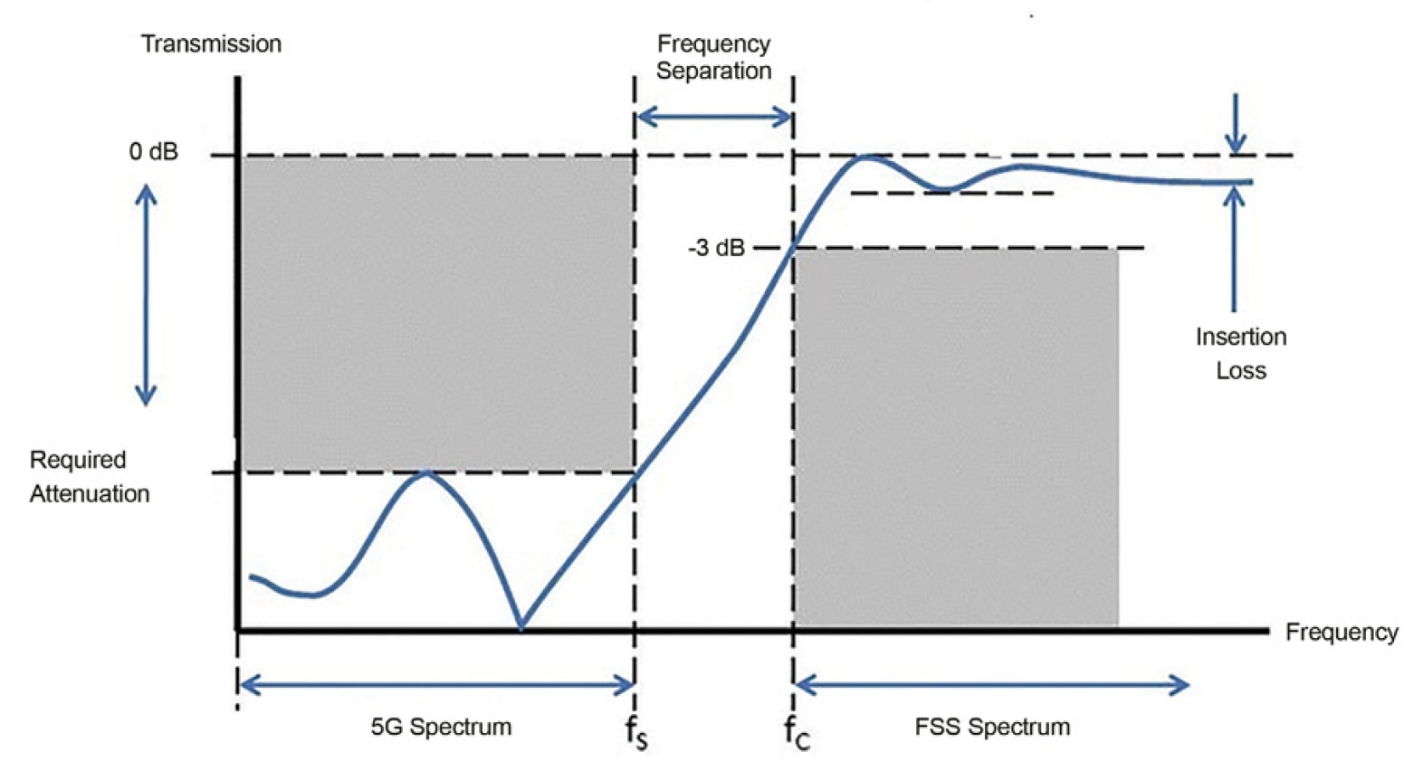 Transmission
Frequency
Separation
0 dB
-3 dB
Insertion
Loss
Required
Attenuation
Frequency
5G Spectrum
fS
fC
FSS Spectrum